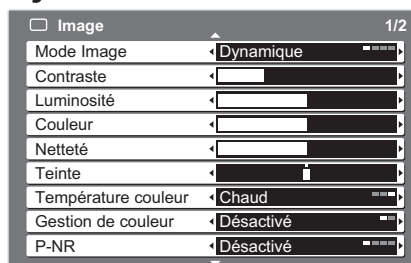 Image 1/2
Mode Image Dynamique
Contraste
Luminosité
Couleur
Netteté
Teinte
Température couleur Chaud
Gestion de couleur Désactivé
P-NR Désactivé